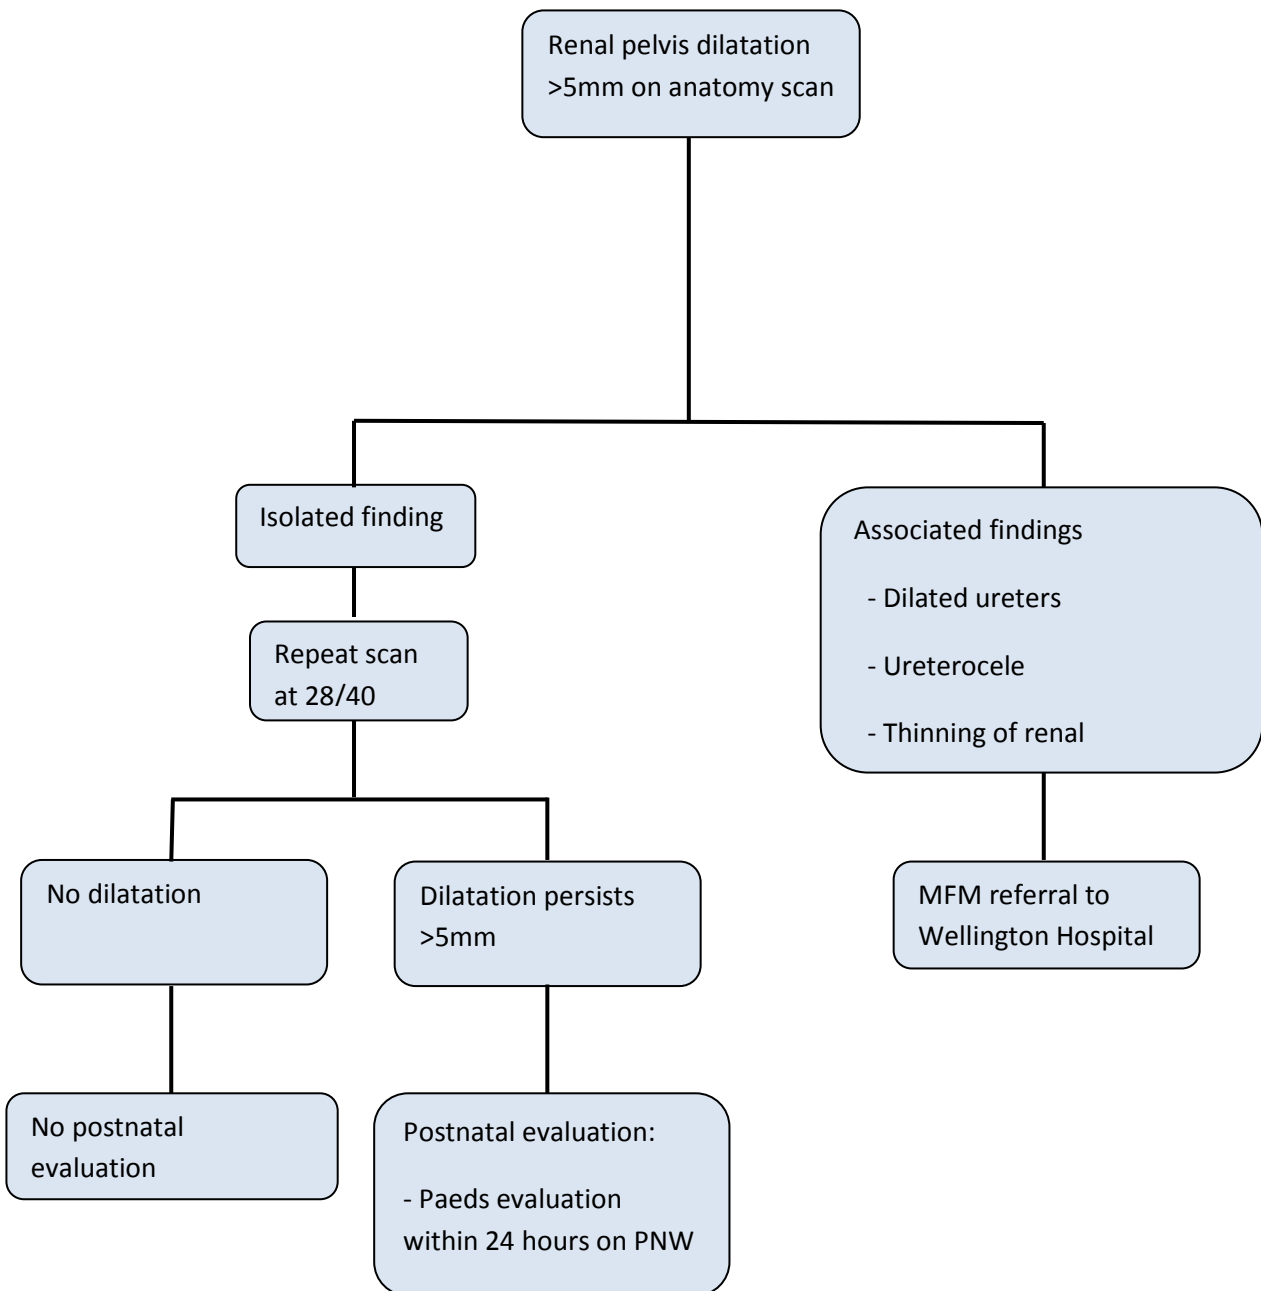 Renal pelvis dilatation
>5mm on anatomy scan
Isolated finding
Associated findings
- Dilated ureters
- Ureterocele
- Thinning of renal
Repeat scan
at 28/40
No dilatation
Dilatation persists
>5mm
MFM referral to
Wellington Hospital
No postnatal
evaluation
Postnatal evaluation:
- Paeds evaluation
within 24 hours on PNW